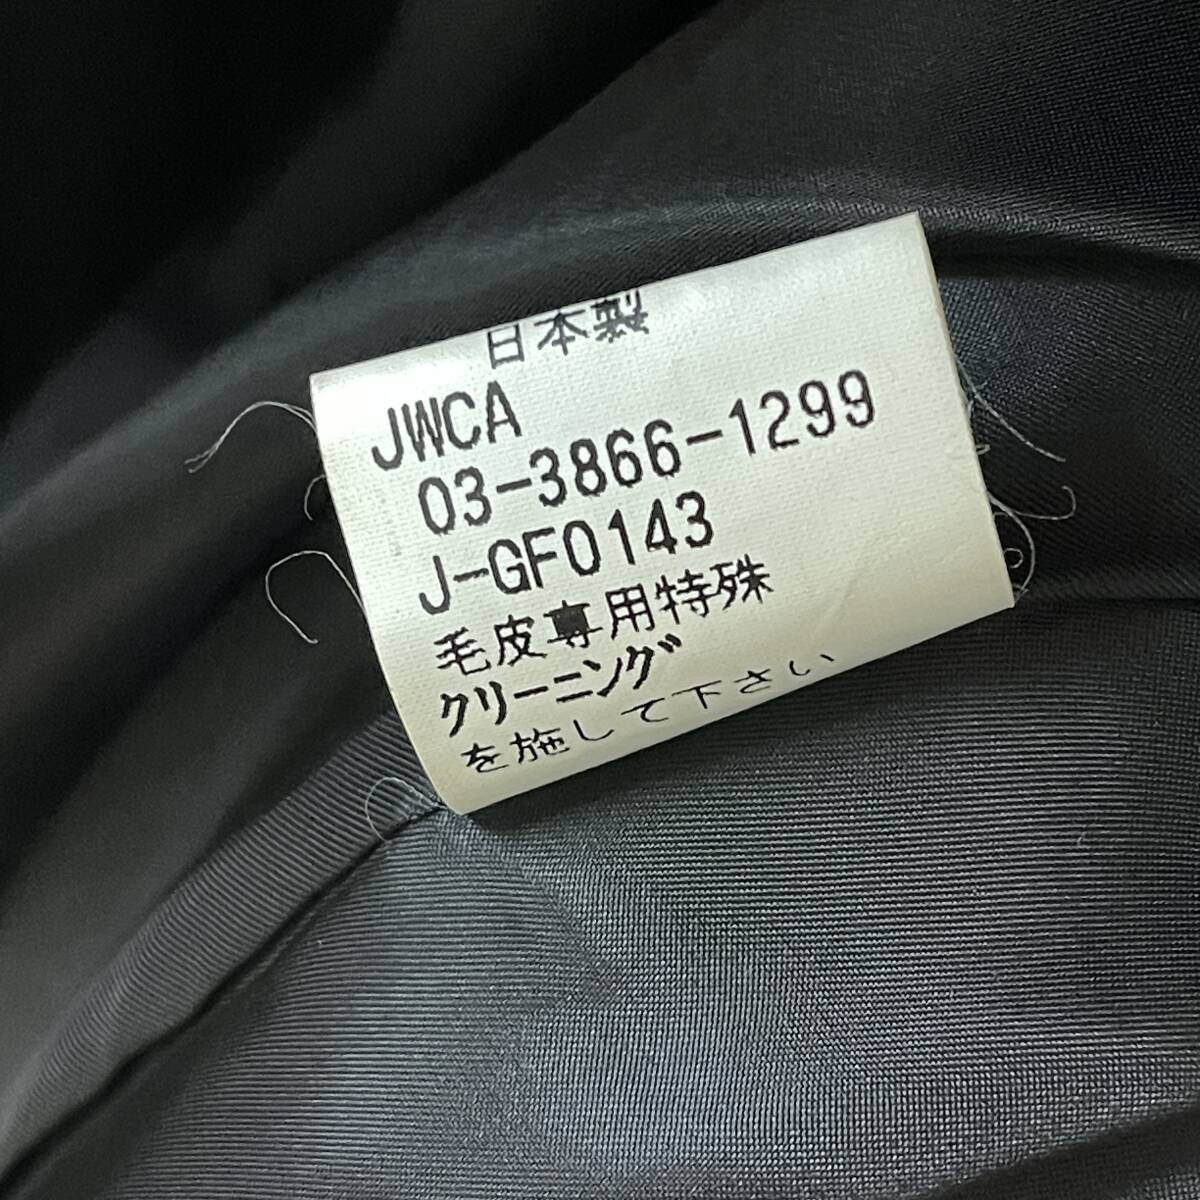 日本製
JWCA
03-3866-1299
J-GF0143
毛皮専用特殊
クリーニング
を施して下さい